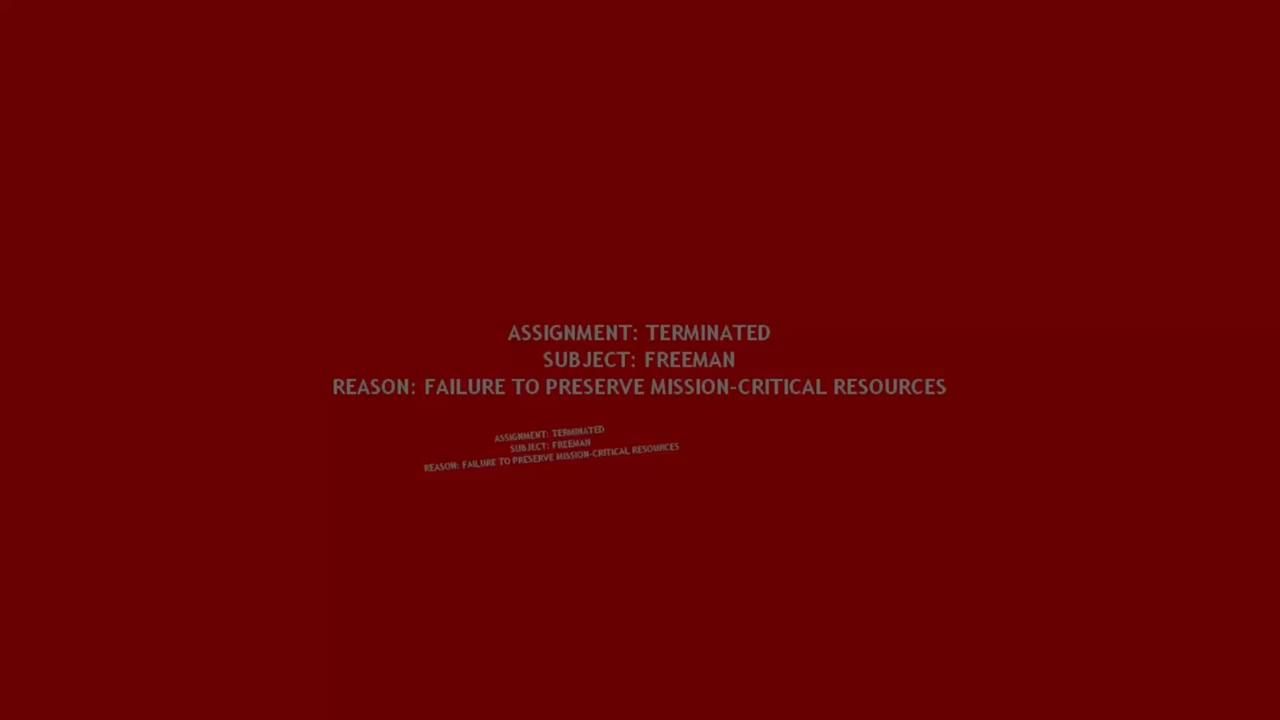 ASSIGNMENT: TERMINATED
SUBJECT: FREEMAN
REASON: FAILURE TO PRESERVE MISSION-CRITICAL RESOURCES
ASSIGNMENT: TERMINATED
SUBJECT: FREEMAN
REASON: FAILURE TO PRESERVE MISSION-CRITICAL RESOURCES